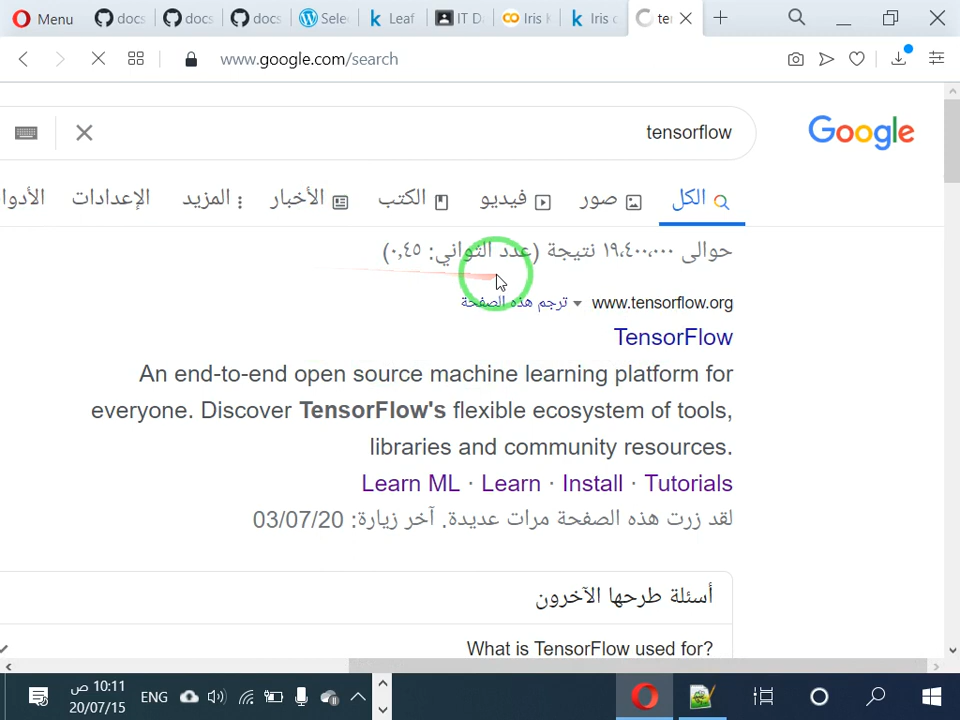 Menu
docs
docs
docs
Sele
Leaf
IT D
Iris
Iris
te
www.google.com/search
tensorflow
Google
الكل
صور
فيديو
الكتب
الأخبار
المزيد
الإعدادات
حوالى ١٩،٤٠٠،٠٠٠ نتيجة (عدد الثواني: ٠,٤٥)
www.tensorflow.org ترجم هذه الصفحة
TensorFlow
An end-to-end open source machine learning platform for
everyone. Discover TensorFlow's flexible ecosystem of tools,
libraries and community resources.
Learn ML · Learn · Install · Tutorials
لقد زرت هذه الصفحة مرات عديدة. آخر زيارة: 03/07/20
أسئلة طرحها الآخرون
What is TensorFlow used for?
10:11 ص
ENG
20/07/15